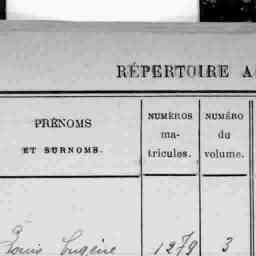 RÉPERTOIRE A
PRÉNOMS
ET SURNOMS.
NUMÉROS
ma-
tricules.
NUMÉRO
du
volume.
Louis Eugène 1279 3